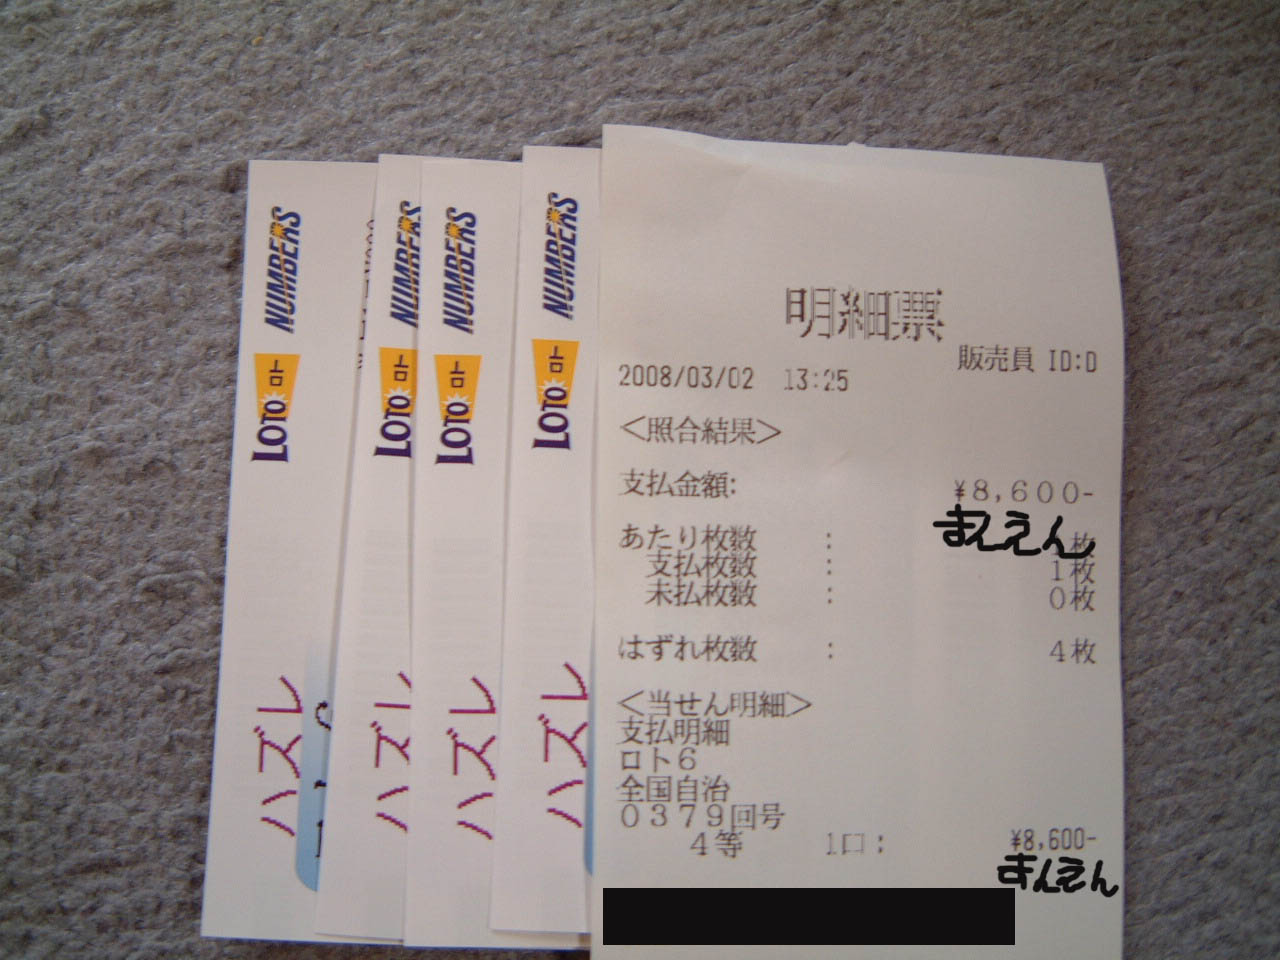 NUMBERS
LOTO
ハズレ
NUMBERS
LOTO
ハズレ
NUMBERS
LOTO
ハズレ
NUMBERS
LOTO
ハズレ
明細票
販売員 ID:D
2008/03/02 13:25
<照合結果>
支払金額: ¥8,600-
まんえん
あたり枚数 : 枚
支払枚数 : 1枚
未払枚数 : 0枚
はずれ枚数 : 4枚
<当せん明細>
支払明細
ロト6
全国自治
0379回号
4等 1口: ¥8,600-
まんえん